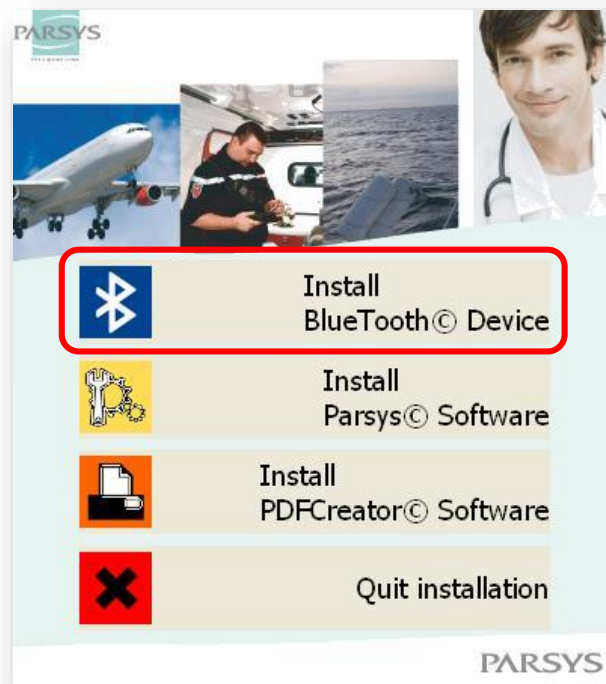 PARSYS
Install
BlueTooth© Device
Install
Parsys© Software
Install
PDFCreator© Software
Quit installation
PARSYS